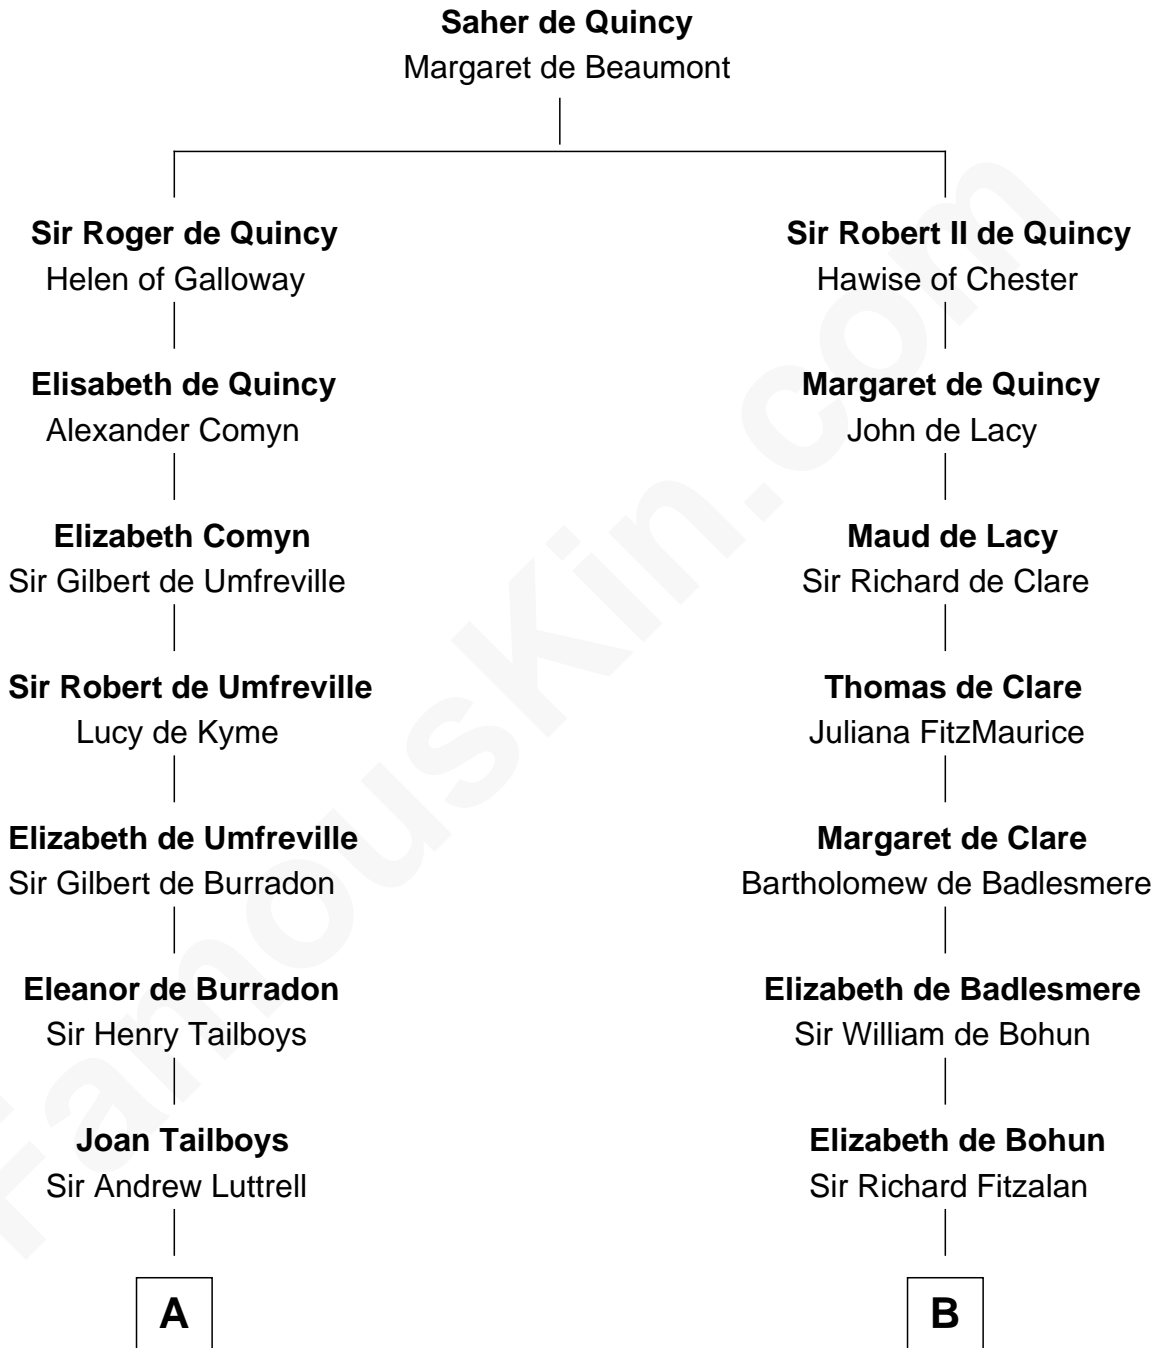 Saher de Quincy
Margaret de Beaumont
Sir Roger de Quincy
Helen of Galloway
Elisabeth de Quincy
Alexander Comyn
Elizabeth Comyn
Sir Gilbert de Umfreville
Sir Robert de Umfreville
Lucy de Kyme
Elizabeth de Umfreville
Sir Gilbert de Burradon
Eleanor de Burradon
Sir Henry Tailboys
Joan Tailboys
Sir Andrew Luttrell
A
Sir Robert II de Quincy
Hawise of Chester
Margaret de Quincy
John de Lacy
Maud de Lacy
Sir Richard de Clare
Thomas de Clare
Juliana FitzMaurice
Margaret de Clare
Bartholomew de Badlesmere
Elizabeth de Badlesmere
Sir William de Bohun
Elizabeth de Bohun
Sir Richard Fitzalan
B
FamousKin.com